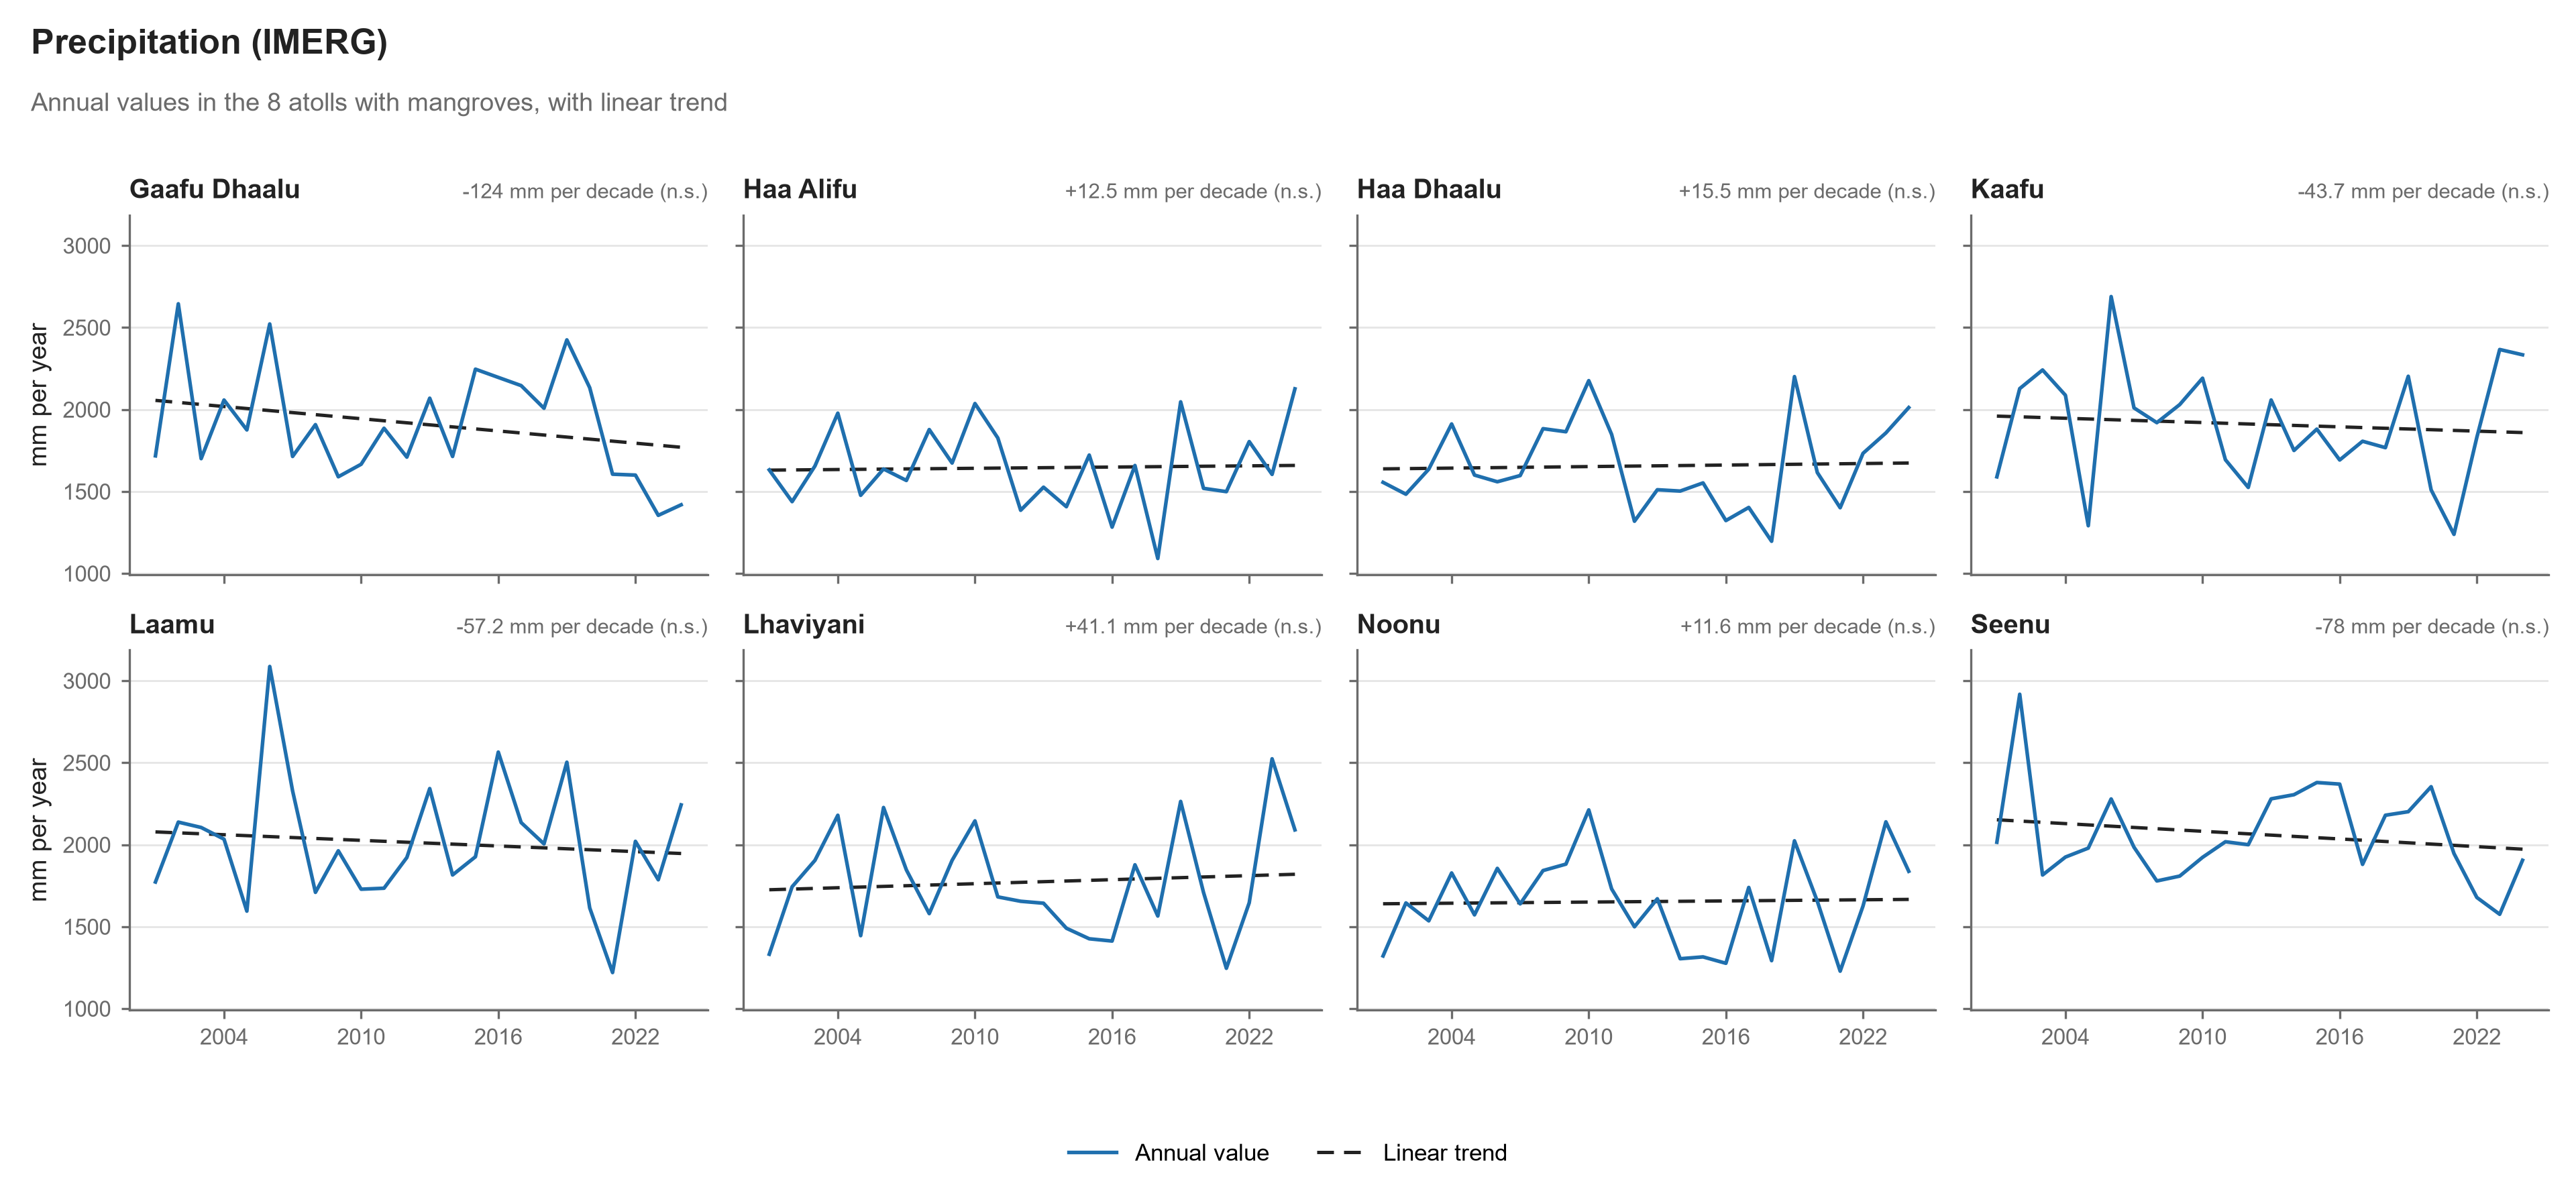 Precipitation (IMERG)
Annual values in the 8 atolls with mangroves, with linear trend
Gaafu Dhaalu
-124 mm per decade (n.s.)
Haa Alifu
+12.5 mm per decade (n.s.)
Haa Dhaalu
+15.5 mm per decade (n.s.)
Kaafu
-43.7 mm per decade (n.s.)
mm per year
3000
2500
2000
1500
1000
Laamu
-57.2 mm per decade (n.s.)
Lhaviyani
+41.1 mm per decade (n.s.)
Noonu
+11.6 mm per decade (n.s.)
Seenu
-78 mm per decade (n.s.)
mm per year
3000
2500
2000
1500
1000
2004 2010 2016 2022
2004 2010 2016 2022
2004 2010 2016 2022
2004 2010 2016 2022
Annual value
Linear trend